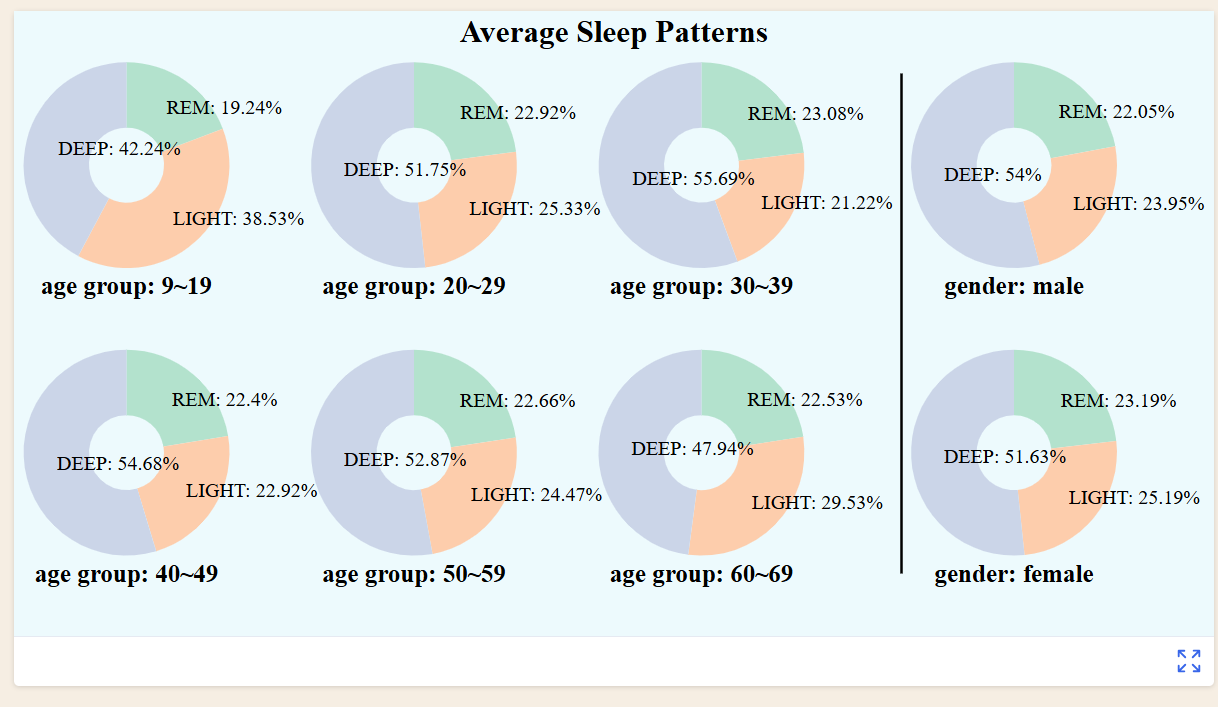 Average Sleep Patterns
REM: 19.24%
DEEP: 42.24%
LIGHT: 38.53%
age group: 9~19
REM: 22.92%
DEEP: 51.75%
LIGHT: 25.33%
age group: 20~29
REM: 23.08%
DEEP: 55.69%
LIGHT: 21.22%
age group: 30~39
REM: 22.05%
DEEP: 54%
LIGHT: 23.95%
gender: male
REM: 22.4%
DEEP: 54.68%
LIGHT: 22.92%
age group: 40~49
REM: 22.66%
DEEP: 52.87%
LIGHT: 24.47%
age group: 50~59
REM: 22.53%
DEEP: 47.94%
LIGHT: 29.53%
age group: 60~69
REM: 23.19%
DEEP: 51.63%
LIGHT: 25.19%
gender: female